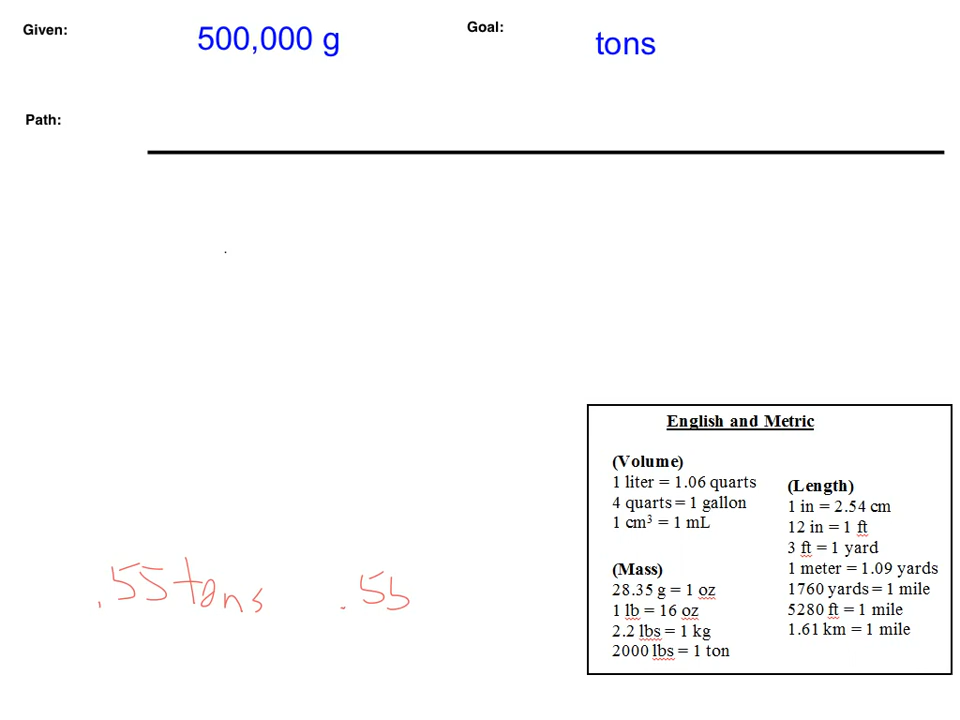 Given:
500,000 g
Goal:
tons
Path:
English and Metric
(Volume)
1 liter = 1.06 quarts
4 quarts = 1 gallon
1 cm³ = 1 mL
(Mass)
28.35 g = 1 oz
1 lb = 16 oz
2.2 lbs = 1 kg
2000 lbs = 1 ton
(Length)
1 in = 2.54 cm
12 in = 1 ft
3 ft = 1 yard
1 meter = 1.09 yards
1760 yards = 1 mile
5280 ft = 1 mile
1.61 km = 1 mile
.55 tons
.55